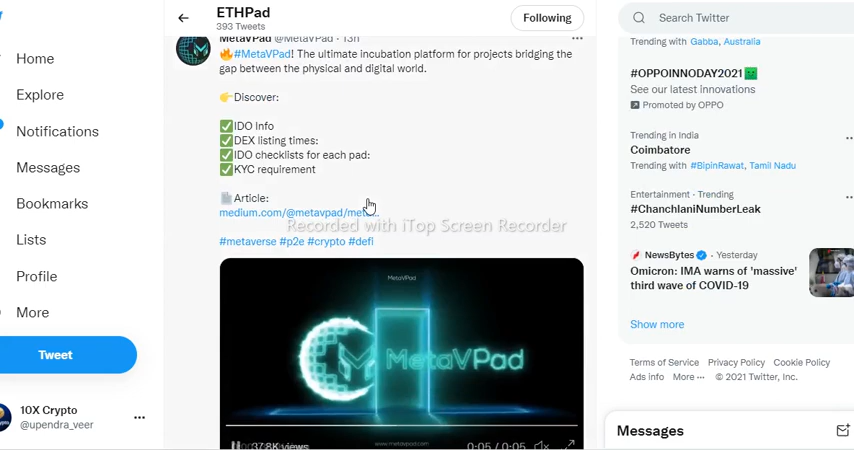 ETHPad
393 Tweets
Following
Search Twitter
Home
Explore
Notifications
Messages
Bookmarks
Lists
Profile
More
Tweet
10X Crypto
@upendra_veer
MetaVPad @MetaVPad · 13h
🔥#MetaVPad! The ultimate incubation platform for projects bridging the
gap between the physical and digital world.
👉Discover:
✅IDO Info
✅DEX listing times:
✅IDO checklists for each pad:
✅KYC requirement
📄Article:
medium.com/@metavpad/meta...
Recorded with iTop Screen Recorder
#metaverse #p2e #crypto #defi
MetaVPad
MetaVPad
37.8K views
www.metavpad.com
0:05 / 0:05
Trending with Gabba, Australia
#OPPOINNODAY2021
See our latest innovations
Promoted by OPPO
Trending in India
Coimbatore
Trending with #BipinRawat, Tamil Nadu
Entertainment · Trending
#ChanchlaniNumberLeak
2,520 Tweets
NewsBytes · Yesterday
Omicron: IMA warns of 'massive'
third wave of COVID-19
Show more
Terms of Service Privacy Policy Cookie Policy
Ads info More ··· © 2021 Twitter, Inc.
Messages